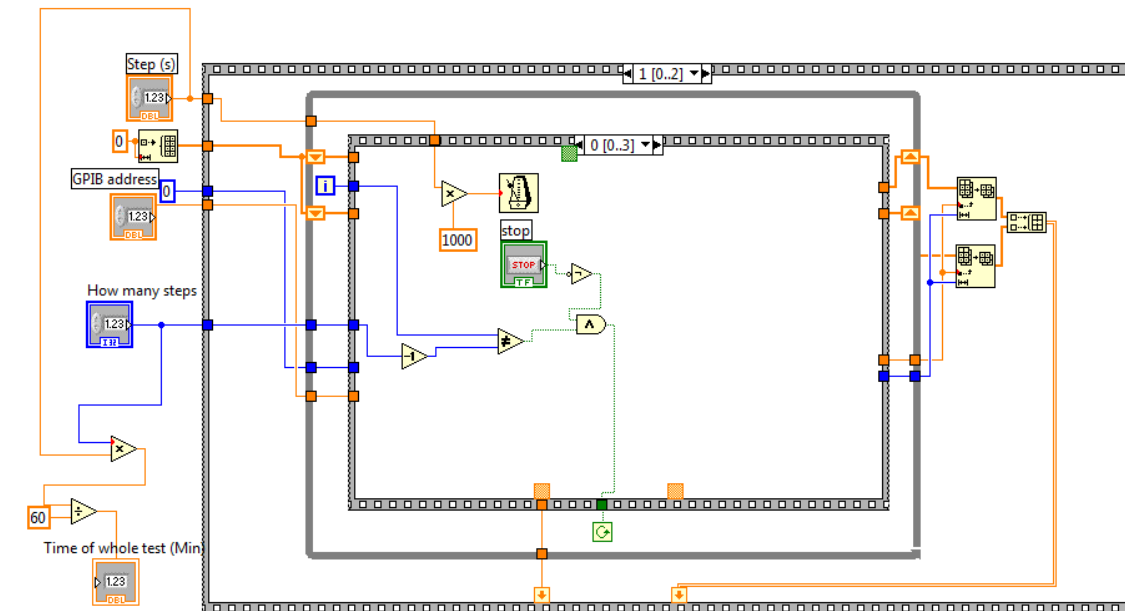 1 [0..2]
Step (s)
1.23
DBL
0
0 [0..3]
GPIB address
0
i
1.23
DBL
×
1000
stop
STOP
TF
¬
How many steps
1.23
I32
∧
≠
-1
×
60
÷
Time of whole test (Min)
1.23
DBL